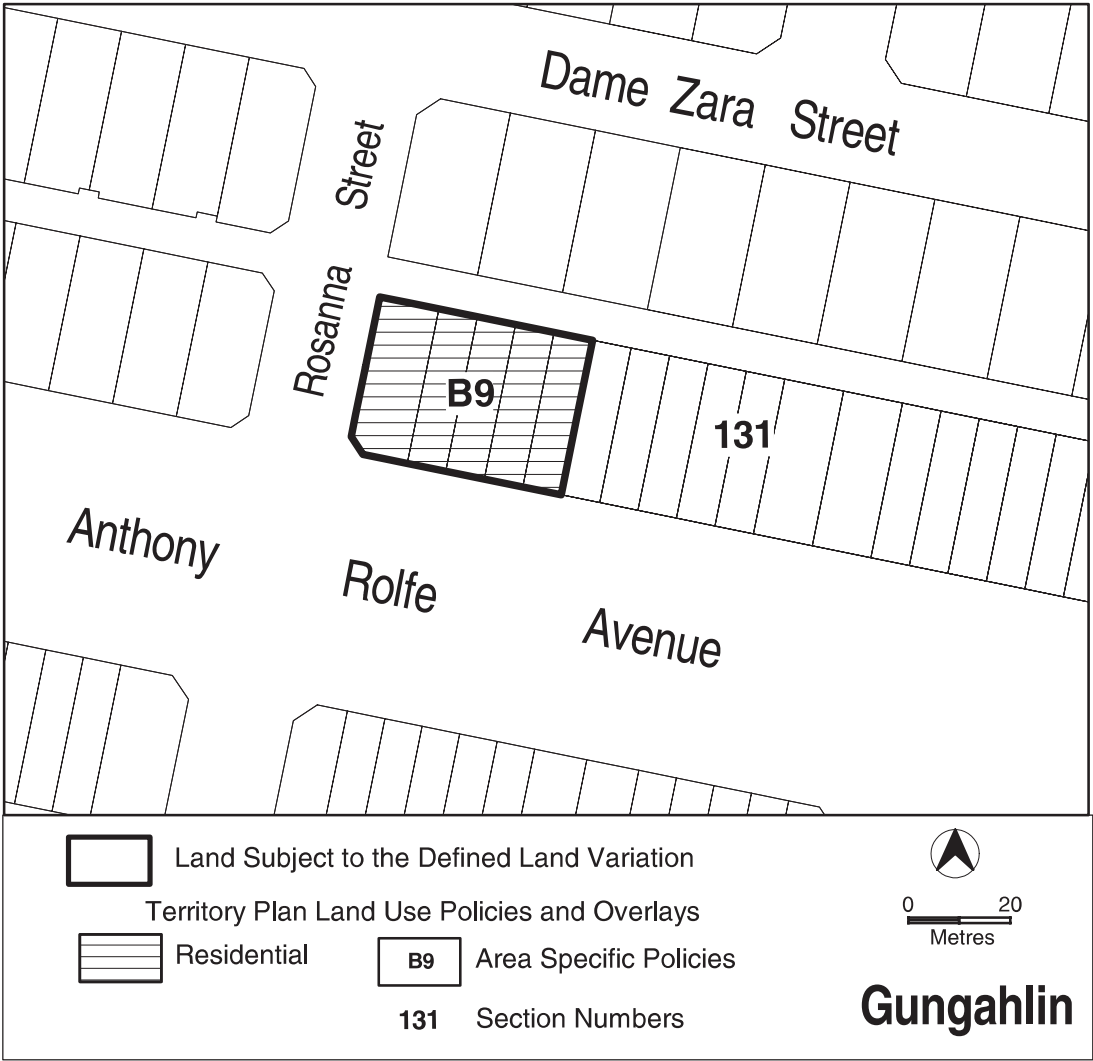 Dame Zara Street
Rosanna Street
B9
131
Anthony Rolfe Avenue
Land Subject to the Defined Land Variation
Territory Plan Land Use Policies and Overlays
Residential
B9 Area Specific Policies
131 Section Numbers
0 20
Metres
Gungahlin